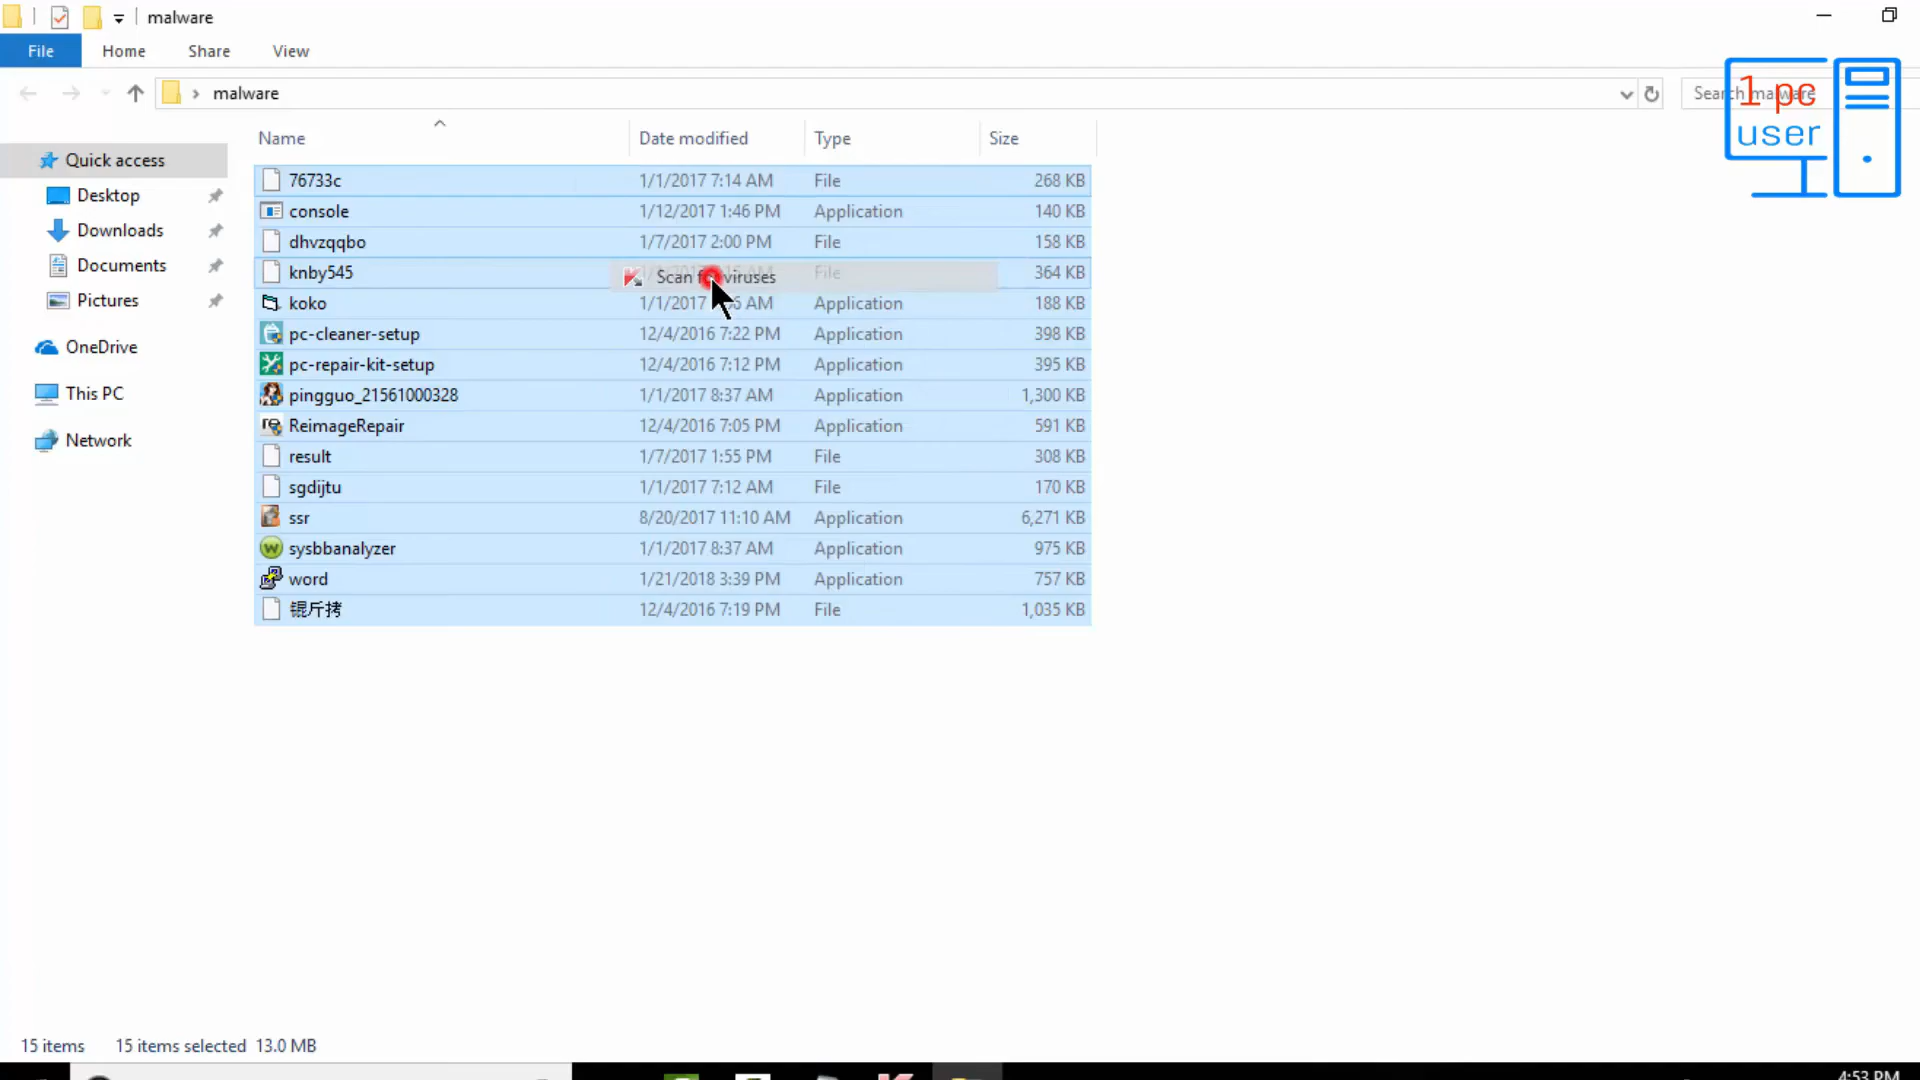 malware
File Home Share View
malware
Search malware
1 pc
user
Name Date modified Type Size
Quick access
Desktop
Downloads
Documents
Pictures
OneDrive
This PC
Network
76733c 1/1/2017 7:14 AM File 268 KB
console 1/12/2017 1:46 PM Application 140 KB
dhvzqqbo 1/7/2017 2:00 PM File 158 KB
knby545 File 364 KB
Scan for viruses
koko 1/1/2017 AM Application 188 KB
pc-cleaner-setup 12/4/2016 7:22 PM Application 398 KB
pc-repair-kit-setup 12/4/2016 7:12 PM Application 395 KB
pingguo_21561000328 1/1/2017 8:37 AM Application 1,300 KB
ReimageRepair 12/4/2016 7:05 PM Application 591 KB
result 1/7/2017 1:55 PM File 308 KB
sgdijtu 1/1/2017 7:12 AM File 170 KB
ssr 8/20/2017 11:10 AM Application 6,271 KB
sysbbanalyzer 1/1/2017 8:37 AM Application 975 KB
word 1/21/2018 3:39 PM Application 757 KB
锟斤拷 12/4/2016 7:19 PM File 1,035 KB
15 items 15 items selected 13.0 MB
4:53 PM